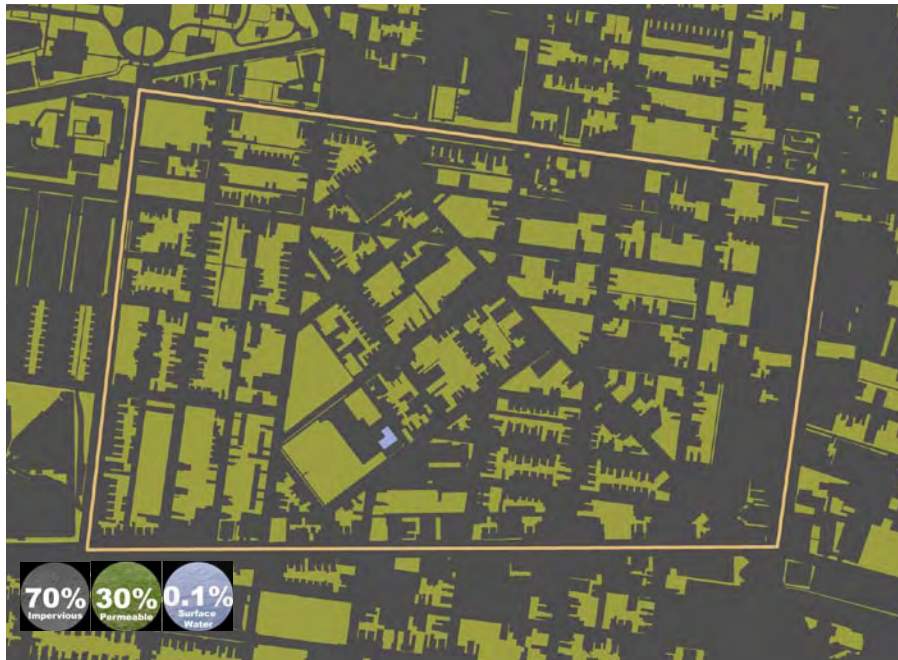 70%
Impervious
30%
Permeable
0.1%
Surface
Water